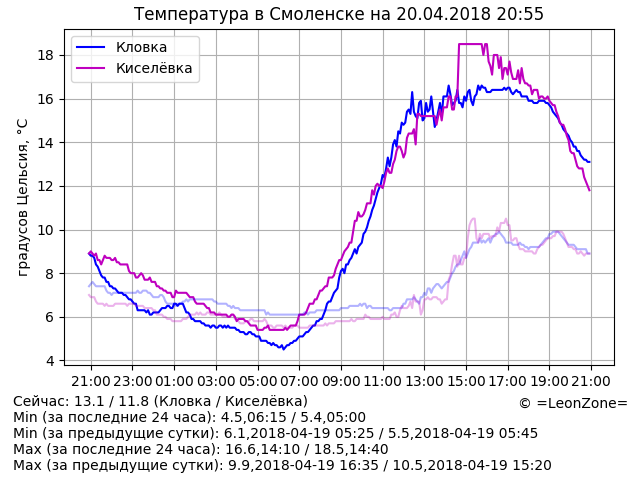 Температура в Смоленске на 20.04.2018 20:55
Кловка
Киселёвка
градусов Цельсия, °C
18
16
14
12
10
8
6
4
21:00 23:00 01:00 03:00 05:00 07:00 09:00 11:00 13:00 15:00 17:00 19:00 21:00
Сейчас: 13.1 / 11.8 (Кловка / Киселёвка)
© =LeonZone=
Min (за последние 24 часа): 4.5,06:15 / 5.4,05:00
Min (за предыдущие сутки): 6.1,2018-04-19 05:25 / 5.5,2018-04-19 05:45
Max (за последние 24 часа): 16.6,14:10 / 18.5,14:40
Max (за предыдущие сутки): 9.9,2018-04-19 16:35 / 10.5,2018-04-19 15:20